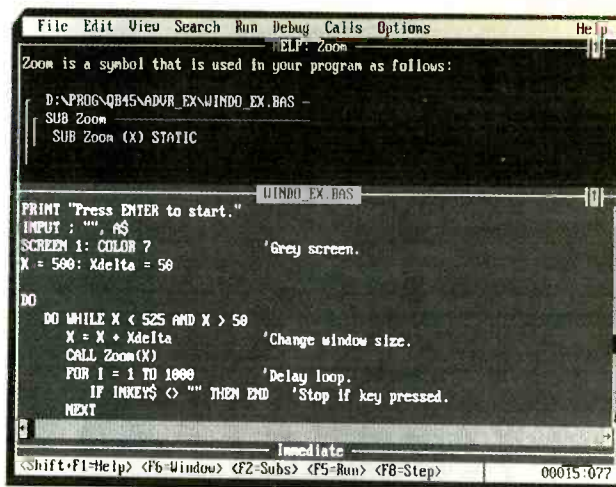 File Edit View Search Run Debug Calls Options Help
HELP: Zoom
Zoom is a symbol that is used in your program as follows:
D:\PROG\QB45\ADVR_EX\WINDO_EX.BAS
SUB Zoom
SUB Zoom (X) STATIC
WINDO_EX.BAS
PRINT "Press ENTER to start."
INPUT ; "", A$
SCREEN 1: COLOR 7 'Grey screen.
X = 500: Xdelta = 50
DO
DO WHILE X < 525 AND X > 50
X = X + Xdelta 'Change window size.
CALL Zoom(X)
FOR I = 1 TO 1000 'Delay loop.
IF INKEY$ <> "" THEN END 'Stop if key pressed.
NEXT
Immediate
<Shift+F1=Help> <F6=Window> <F2=Subs> <F5=Run> <F8=Step> 00015:077